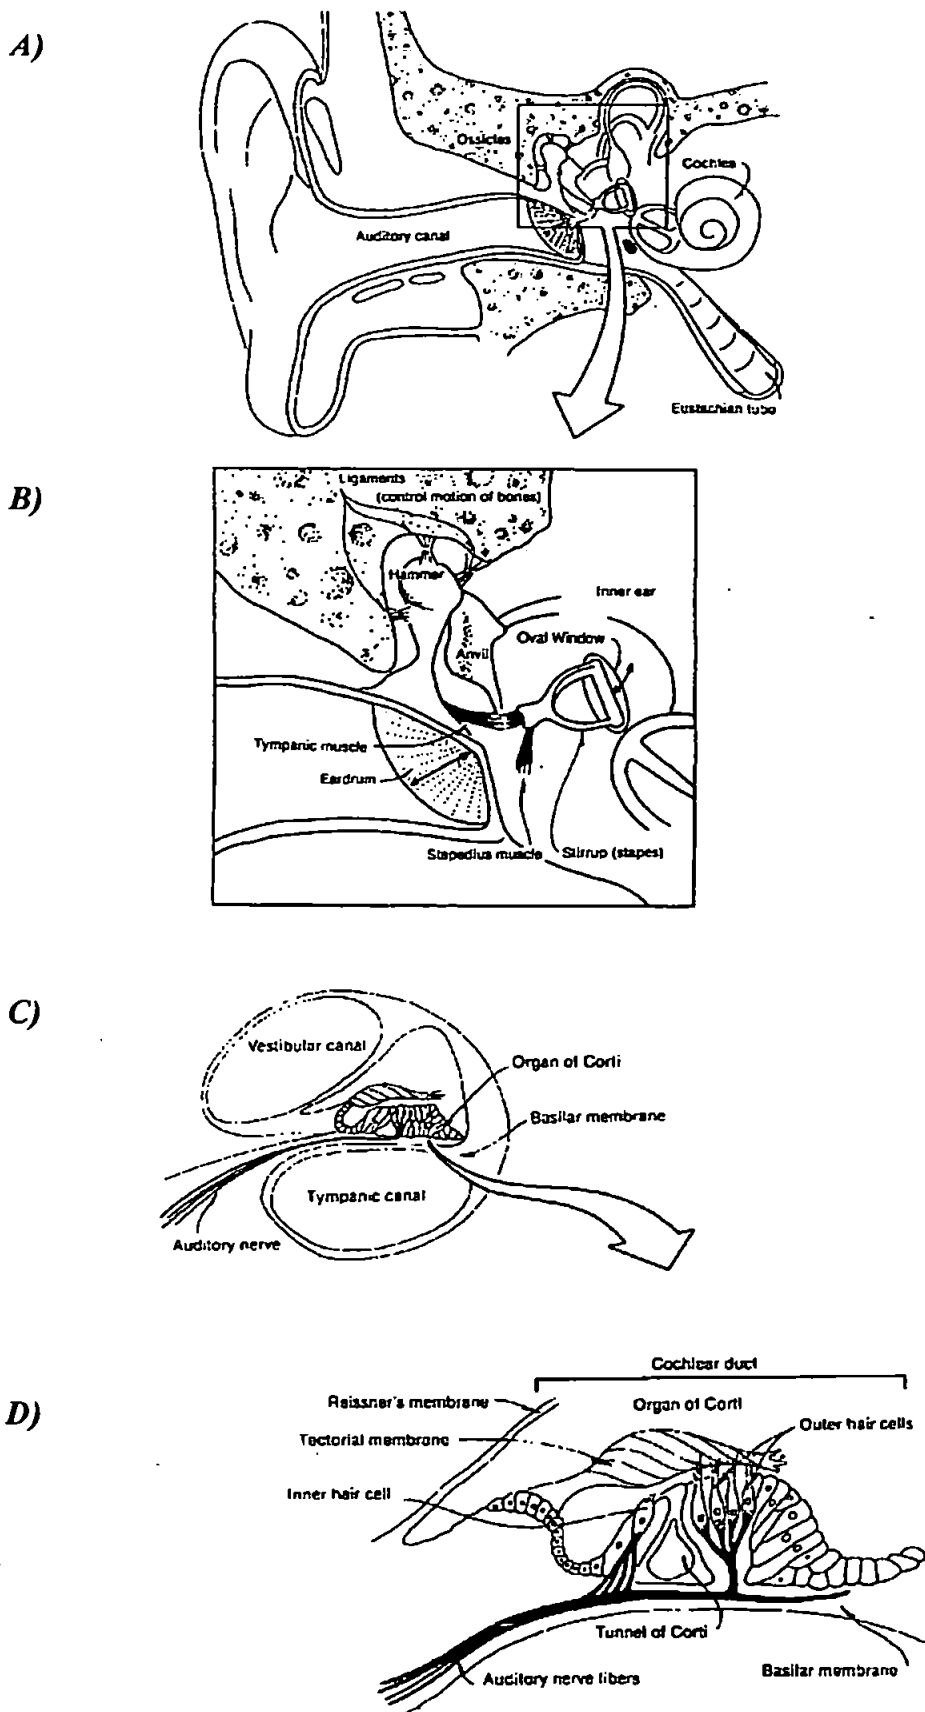 A)
Ossicles
Cochlea
Auditory canal
Eustachian tube
B)
Ligaments
(control motion of bones)
Hammer
Inner ear
Anvil
Oval Window
Tympanic muscle
Eardrum
Stapedius muscle
Stirrup (stapes)
C)
Vestibular canal
Organ of Corti
Basilar membrane
Tympanic canal
Auditory nerve
D)
Cochlear duct
Reissner's membrane
Organ of Corti
Tectorial membrane
Outer hair cells
Inner hair cell
Tunnel of Corti
Auditory nerve fibers
Basilar membrane